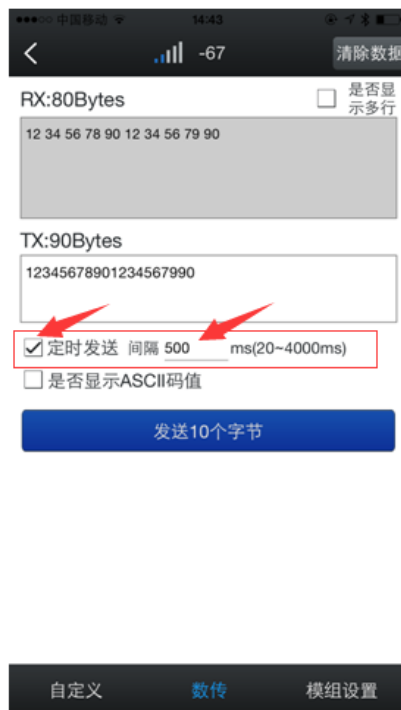 中国移动 14:43
-67 清除数据
RX:80Bytes 是否显
示多行
12 34 56 78 90 12 34 56 79 90
TX:90Bytes
12345678901234567990
定时发送 间隔 500 ms(20~4000ms)
是否显示ASCII码值
发送10个字节
自定义 数传 模组设置